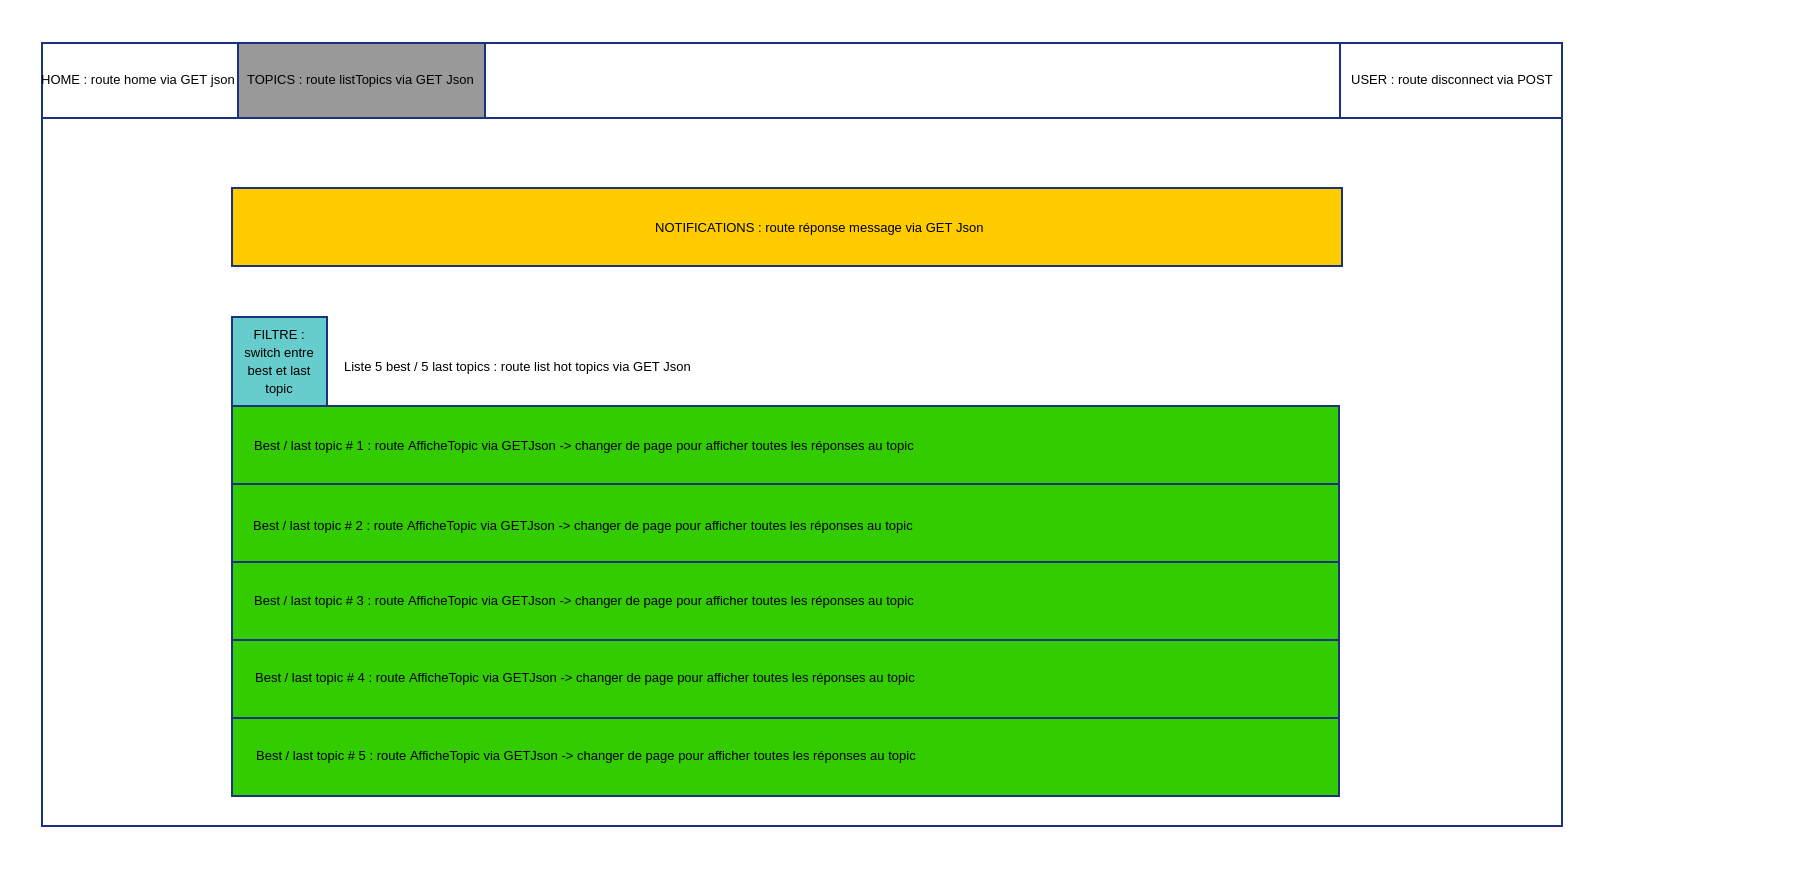 HOME : route home via GET json
TOPICS : route listTopics via GET Json
USER : route disconnect via POST
NOTIFICATIONS : route réponse message via GET Json
FILTRE :
switch entre
best et last
topic
Liste 5 best / 5 last topics : route list hot topics via GET Json
Best / last topic # 1 : route AfficheTopic via GETJson -> changer de page pour afficher toutes les réponses au topic
Best / last topic # 2 : route AfficheTopic via GETJson -> changer de page pour afficher toutes les réponses au topic
Best / last topic # 3 : route AfficheTopic via GETJson -> changer de page pour afficher toutes les réponses au topic
Best / last topic # 4 : route AfficheTopic via GETJson -> changer de page pour afficher toutes les réponses au topic
Best / last topic # 5 : route AfficheTopic via GETJson -> changer de page pour afficher toutes les réponses au topic